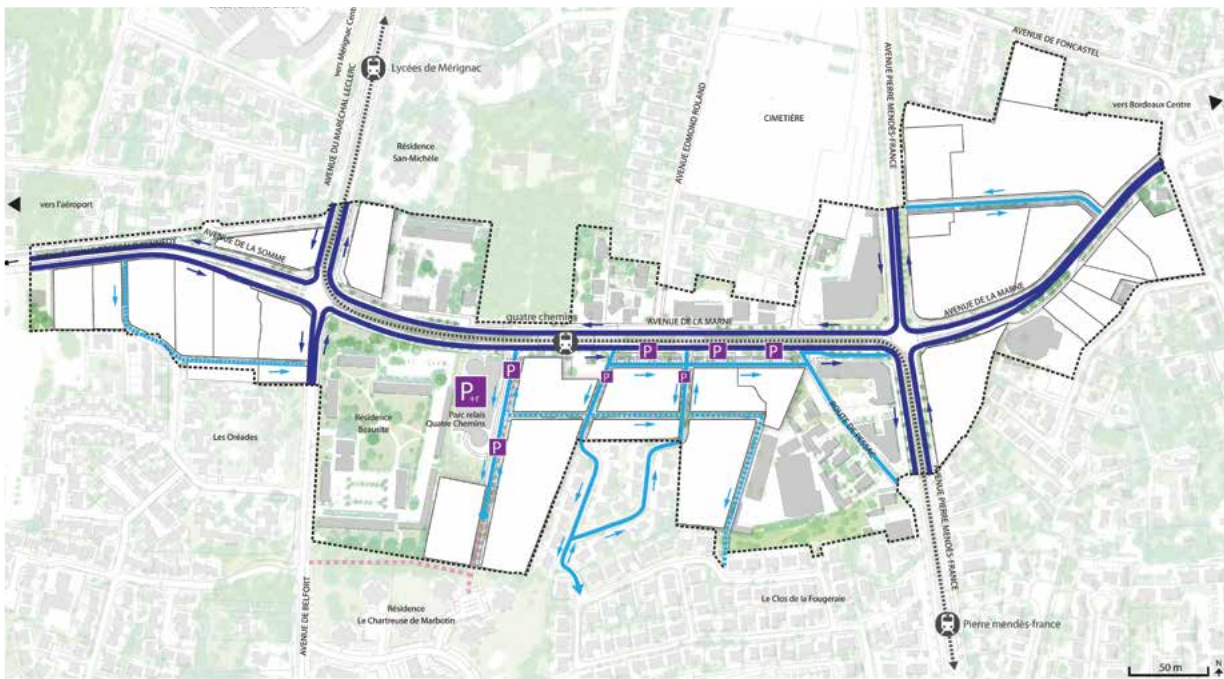 AVENUE DE FONCASTEL
vers Mérignac Cent
Lycées de Mérignac
AVENUE DU MARÉCHAL LECLERC
AVENUE PIERRE MENDÈS-FRANCE
vers Bordeaux Centre
CIMETIÈRE
AVENUE EDMOND ROLAND
Résidence
San-Michèle
vers l'aéroport
AVENUE DE LA SOMME
AVENUE DE LA MARNE
quatre chemins
AVENUE DE LA MARNE
P
P
P
P
P
P
P+r
Parc relais
Quatre Chemins
P
Résidence
Beausite
Les Oréades
AVENUE PIERRE MENDÈS-FRANCE
AVENUE DE BELFORT
Le Clos de la Fougeraie
Résidence
Le Chartreuse de Marbotin
Pierre mendès-france
50 m
N